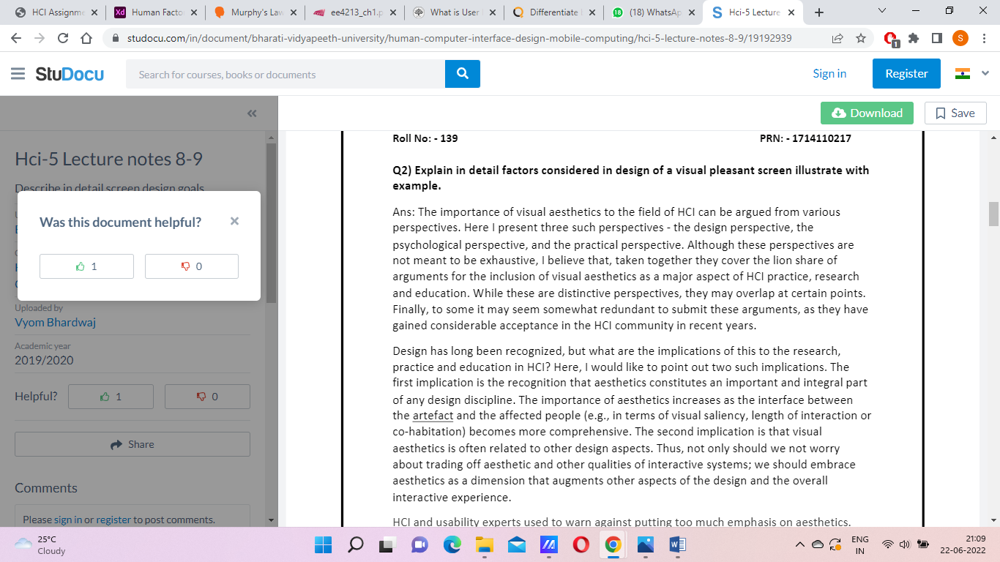 HCI Assignme
Human Facto
Murphy's Law
ee4213_ch1.p
What is User
Differentiate
(18) WhatsAp
Hci-5 Lecture
studocu.com/in/document/bharati-vidyapeeth-university/human-computer-interface-design-mobile-computing/hci-5-lecture-notes-8-9/19192939
1
S
StuDocu
Search for courses, books or documents
Sign in
Register
Download
Save
Hci-5 Lecture notes 8-9
Describe in detail screen design goals
Was this document helpful?
1
0
Uploaded by
Vyom Bhardwaj
Academic year
2019/2020
Helpful?
1
0
Share
Comments
Please sign in or register to post comments.
Roll No: - 139 PRN: - 1714110217
Q2) Explain in detail factors considered in design of a visual pleasant screen illustrate with
example.
Ans: The importance of visual aesthetics to the field of HCI can be argued from various
perspectives. Here I present three such perspectives - the design perspective, the
psychological perspective, and the practical perspective. Although these perspectives are
not meant to be exhaustive, I believe that, taken together they cover the lion share of
arguments for the inclusion of visual aesthetics as a major aspect of HCI practice, research
and education. While these are distinctive perspectives, they may overlap at certain points.
Finally, to some it may seem somewhat redundant to submit these arguments, as they have
gained considerable acceptance in the HCI community in recent years.
Design has long been recognized, but what are the implications of this to the research,
practice and education in HCI? Here, I would like to point out two such implications. The
first implication is the recognition that aesthetics constitutes an important and integral part
of any design discipline. The importance of aesthetics increases as the interface between
the artefact and the affected people (e.g., in terms of visual saliency, length of interaction or
co-habitation) becomes more comprehensive. The second implication is that visual
aesthetics is often related to other design aspects. Thus, not only should we not worry
about trading off aesthetic and other qualities of interactive systems; we should embrace
aesthetics as a dimension that augments other aspects of the design and the overall
interactive experience.
HCI and usability experts used to warn against putting too much emphasis on aesthetics.
25°C
Cloudy
ENG
IN
21:09
22-06-2022